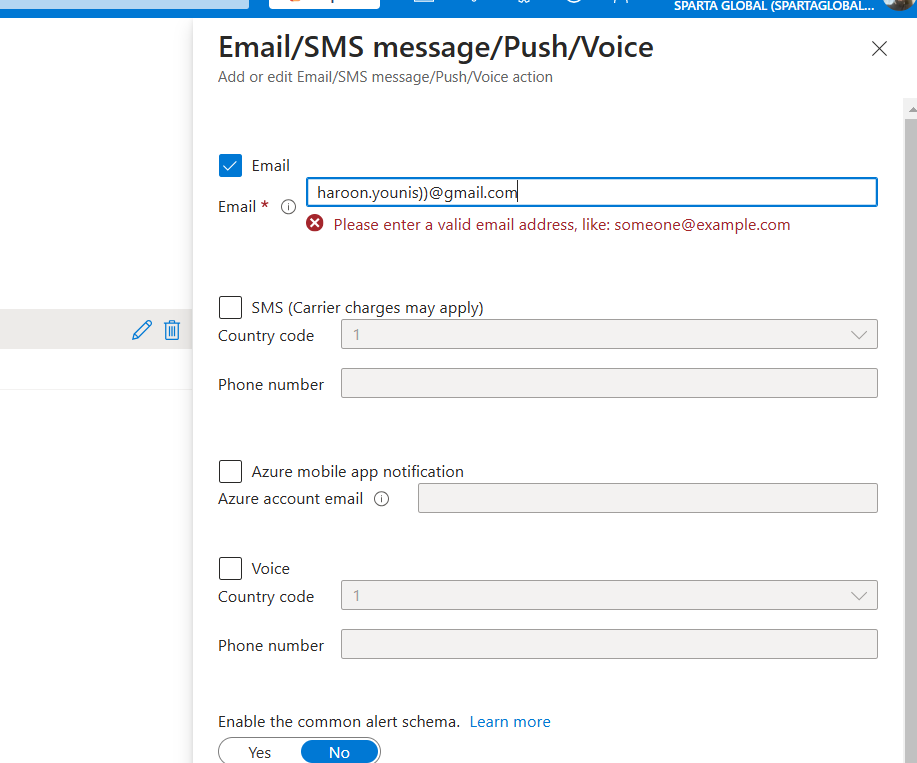 SPARTA GLOBAL (SPARTAGLOBAL...
Email/SMS message/Push/Voice
Add or edit Email/SMS message/Push/Voice action
Email
Email *
haroon.younis))@gmail.com
Please enter a valid email address, like: someone@example.com
SMS (Carrier charges may apply)
Country code
1
Phone number
Azure mobile app notification
Azure account email
Voice
Country code
1
Phone number
Enable the common alert schema. Learn more
Yes No